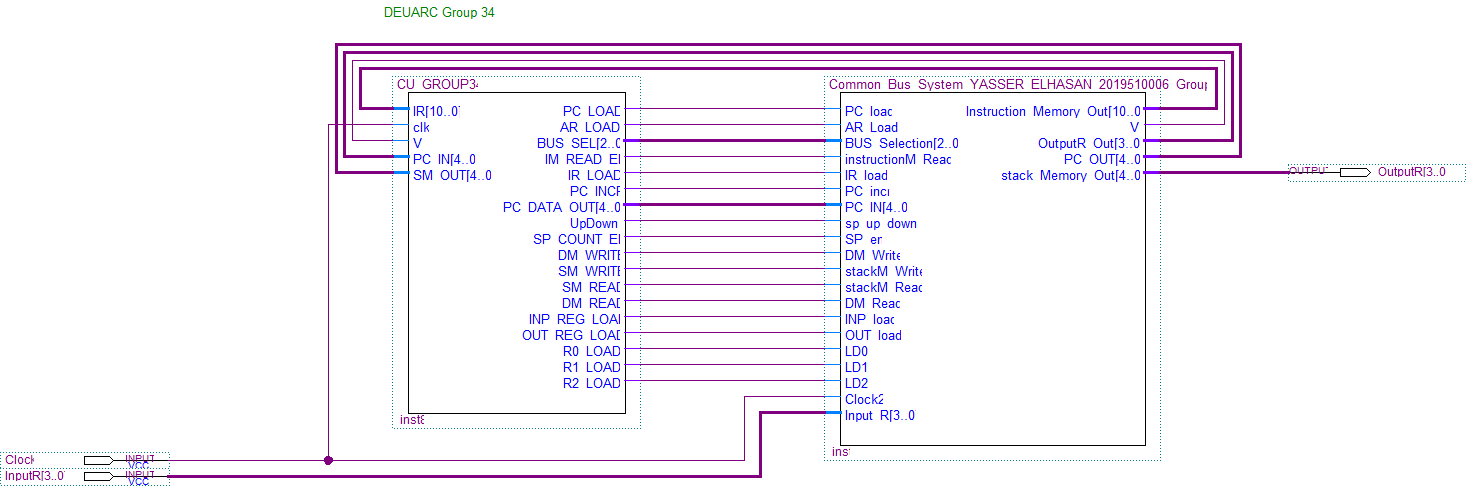 DEUARC Group 34
CU_GROUP34
IR[10..0]
clk
V
PC_IN[4..0]
SM_OUT[4..0]
PC_LOAD
AR_LOAD
BUS_SEL[2..0]
IM_READ_EN
IR_LOAD
PC_INCR
PC_DATA_OUT[4..0]
UpDown
SP_COUNT_EN
DM_WRITE
SM_WRITE
SM_READ
DM_READ
INP_REG_LOAD
OUT_REG_LOAD
R0_LOAD
R1_LOAD
R2_LOAD
inst8
Common_Bus_System_YASSER_ELHASAN_2019510006_Group
PC_load
AR_Load
BUS_Selection[2..0]
instructionM_Read
IR_load
PC_incr
PC_IN[4..0]
sp_up_down
SP_en
DM_Write
stackM_Write
stackM_Read
DM_Read
INP_load
OUT_load
LD0
LD1
LD2
Clock2
Input_R[3..0]
Instruction_Memory_Out[10..0]
V
OutputR_Out[3..0]
PC_OUT[4..0]
stack_Memory_Out[4..0]
inst
OUTPUT
OutputR[3..0]
Clock
INPUT
VCC
InputR[3..0]
INPUT
VCC